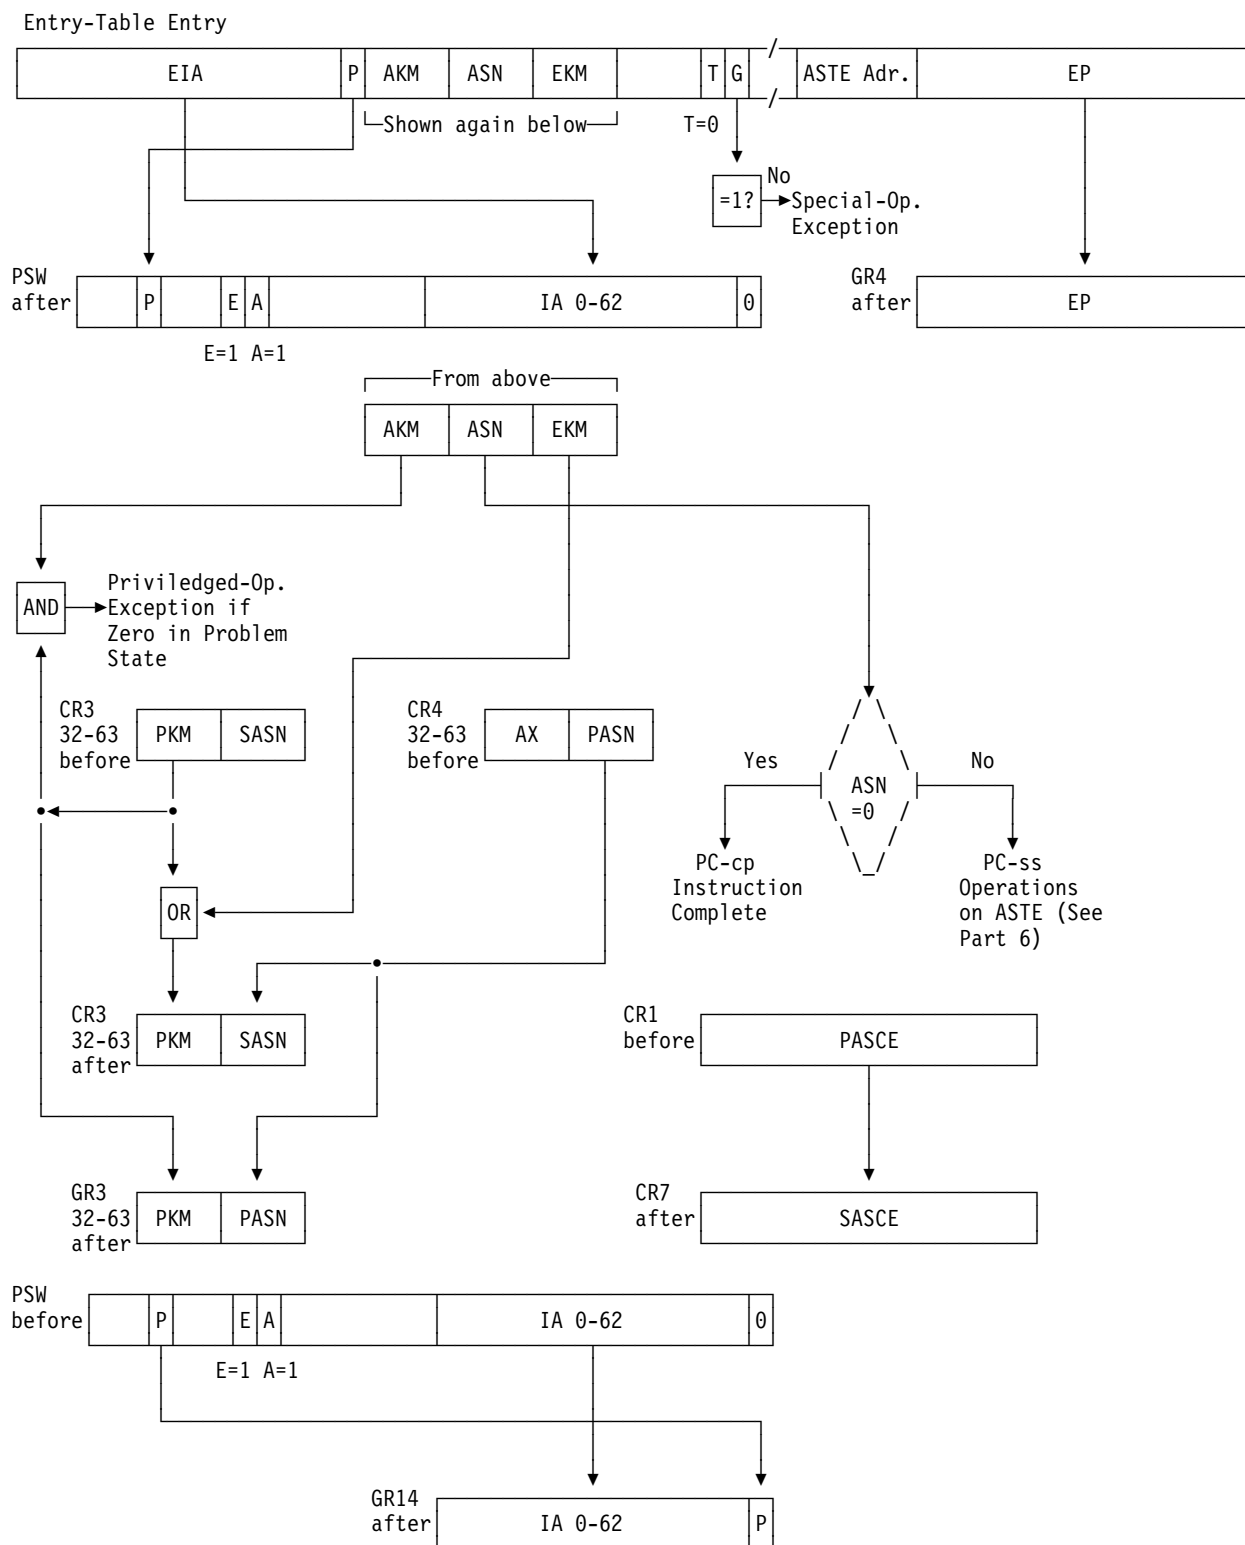 Entry-Table Entry
EIA P AKM ASN EKM T G ASTE Adr. EP
Shown again below T=0
No
=1? Special-Op.
Exception
PSW
after P E A IA 0-62 0
GR4
after EP
E=1 A=1
From above
AKM ASN EKM
AND
Priviledged-Op.
Exception if
Zero in Problem
State
CR3
32-63
before
PKM SASN
CR4
32-63
before
AX PASN
Yes
ASN
=0
No
PC-cp
Instruction
Complete
PC-ss
Operations
on ASTE (See
Part 6)
OR
CR3
32-63
after
PKM SASN
CR1
before
PASCE
GR3
32-63
after
PKM PASN
CR7
after
SASCE
PSW
before P E A IA 0-62 0
E=1 A=1
GR14
after IA 0-62 P